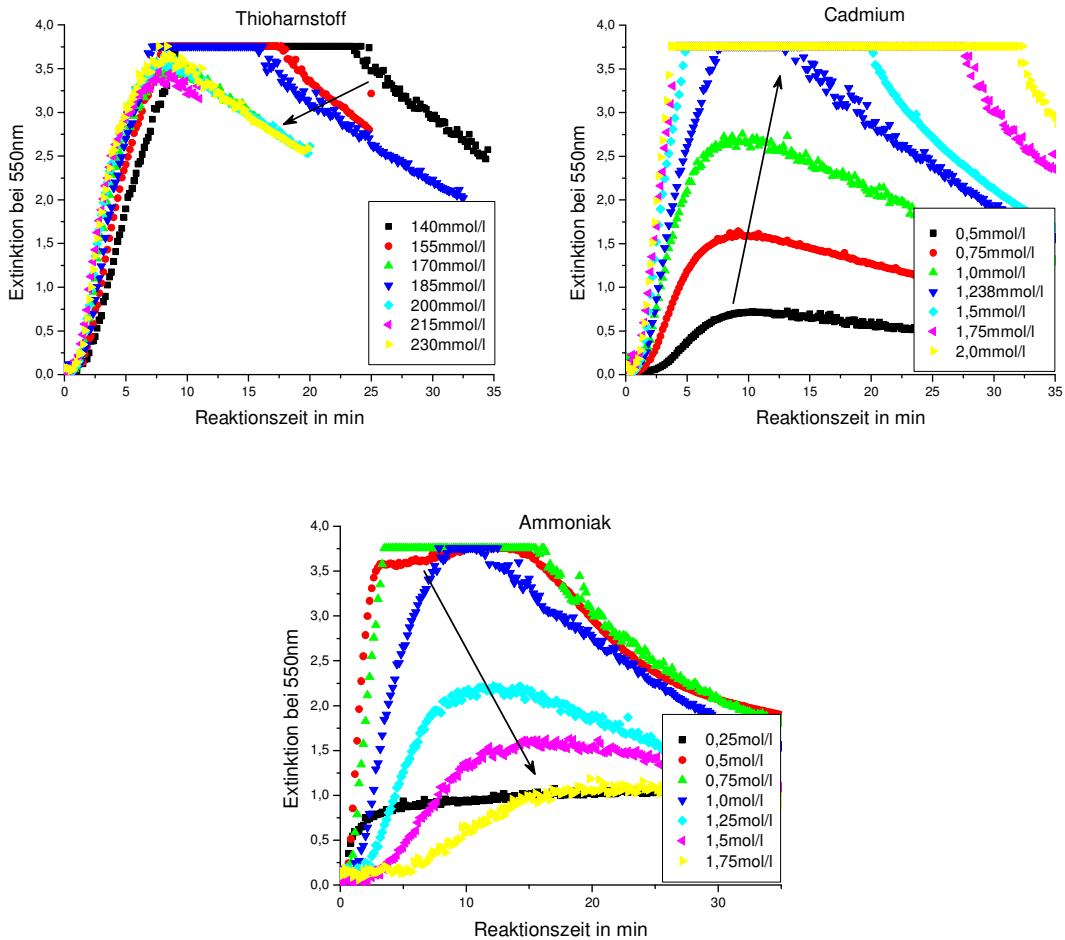 Thioharnstoff
4,0
3,5
3,0
2,5
2,0
1,5
1,0
0,5
0,0
Extinktion bei 550nm
0 5 10 15 20 25 30 35
Reaktionszeit in min
140mmol/l
155mmol/l
170mmol/l
185mmol/l
200mmol/l
215mmol/l
230mmol/l
Cadmium
4,0
3,5
3,0
2,5
2,0
1,5
1,0
0,5
0,0
Extinktion bei 550nm
0 5 10 15 20 25 30 35
Reaktionszeit in min
0,5mmol/l
0,75mmol/l
1,0mmol/l
1,238mmol/l
1,5mmol/l
1,75mmol/l
2,0mmol/l
Ammoniak
4,0
3,5
3,0
2,5
2,0
1,5
1,0
0,5
0,0
Extinktion bei 550nm
0 10 20 30
Reaktionszeit in min
0,25mol/l
0,5mol/l
0,75mol/l
1,0mol/l
1,25mol/l
1,5mol/l
1,75mol/l